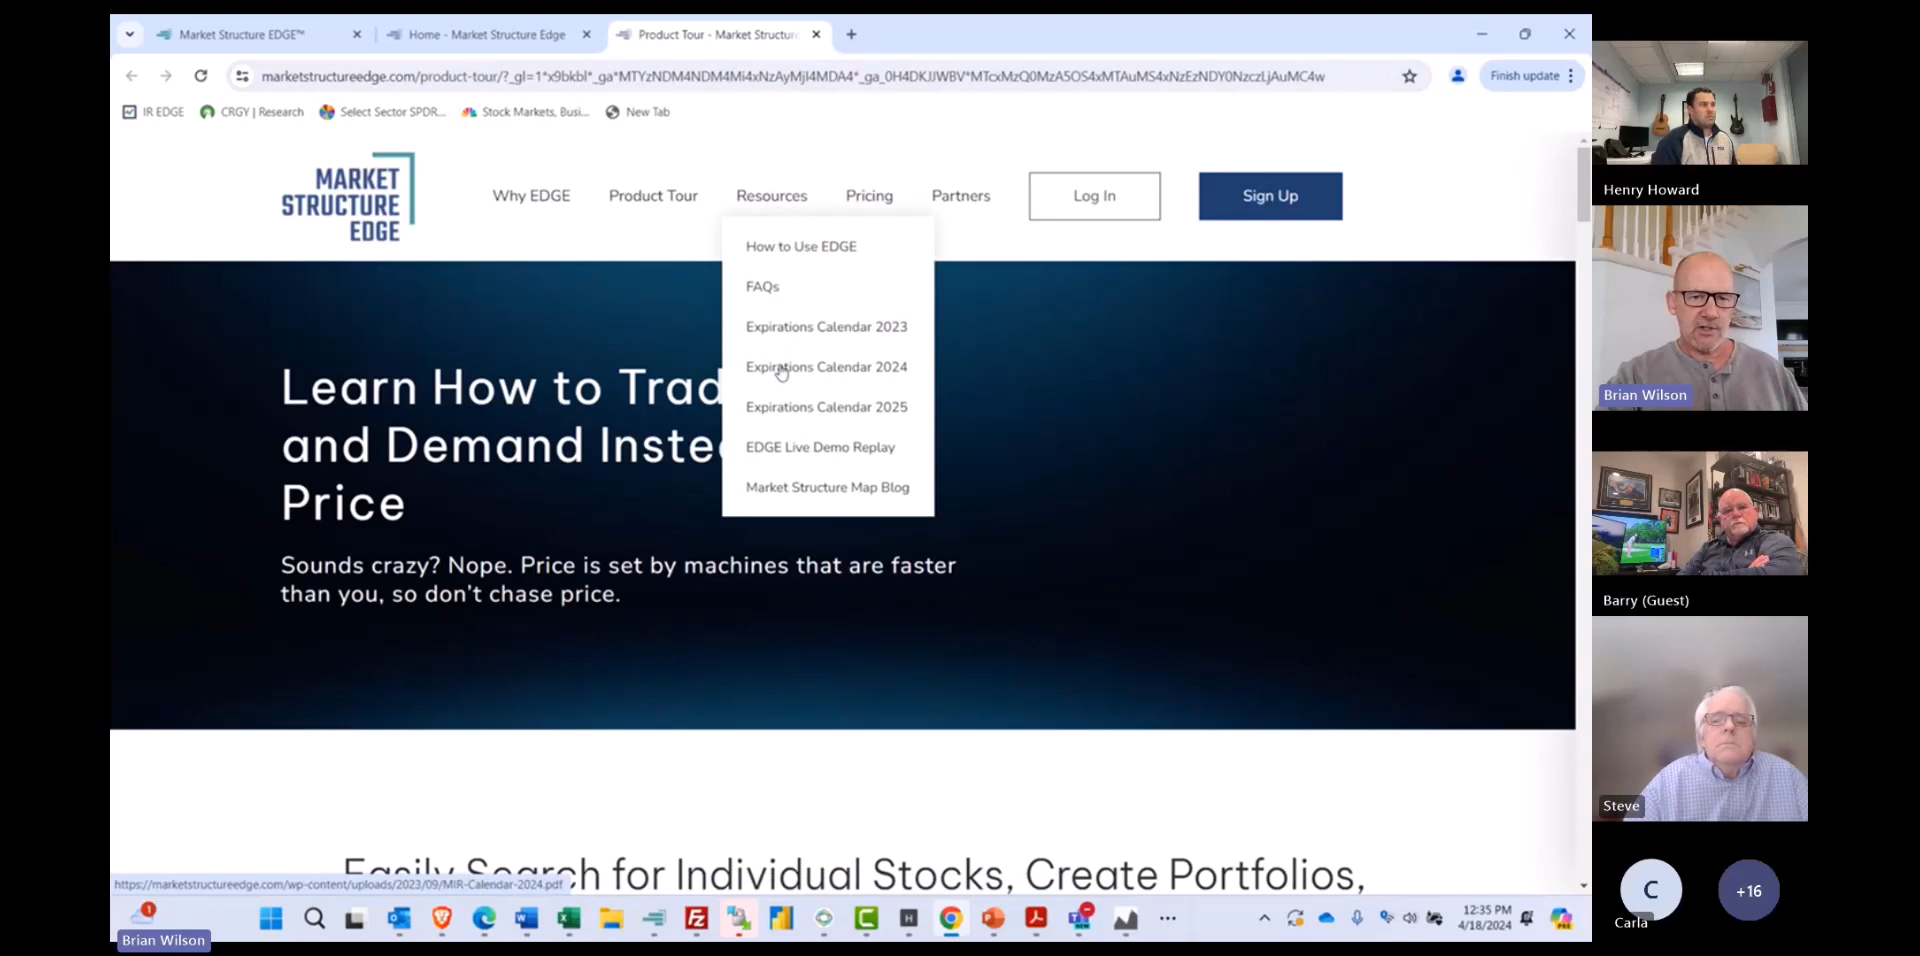 Market Structure EDGE™
Home - Market Structure Edge
Product Tour - Market Structur
marketstructureedge.com/product-tour/?_gl=1*x9bkbl*_ga*MTYzNDM4NDM4Mi4xNzAyMjI4MDA4*_ga_0H4DKJJWBV*MTcxMzQ0MzA5OS4xMTAuMS4xNzEzNDY0NzczLjAuMC4w
Finish update
IR EDGE
CRGY | Research
Select Sector SPDR...
Stock Markets, Busi...
New Tab
MARKET
STRUCTURE
EDGE
Why EDGE
Product Tour
Resources
Pricing
Partners
Log In
Sign Up
How to Use EDGE
FAQs
Expirations Calendar 2023
Expirations Calendar 2024
Expirations Calendar 2025
EDGE Live Demo Replay
Market Structure Map Blog
Learn How to Trad
and Demand Inste
Price
Sounds crazy? Nope. Price is set by machines that are faster
than you, so don't chase price.
Easily Search for Individual Stocks, Create Portfolios,
https://marketstructureedge.com/wp-content/uploads/2023/09/MIR-Calendar-2024.pdf
1
12:35 PM
4/18/2024
Brian Wilson
Henry Howard
Brian Wilson
Barry (Guest)
Steve
C
Carla
+16